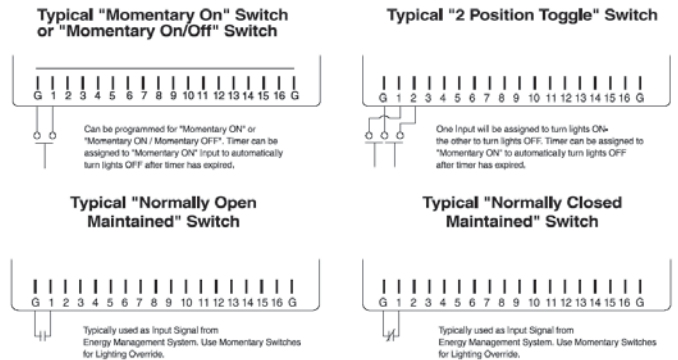 Typical "Momentary On" Switch
or "Momentary On/Off" Switch
G 1 2 3 4 5 6 7 8 9 10 11 12 13 14 15 16 G
Can be programmed for "Momentary ON" or
"Momentary ON / Momentary OFF". Timer can be
assigned to "Momentary ON" Input to automatically
turn lights OFF after timer has expired.
Typical "2 Position Toggle" Switch
G 1 2 3 4 5 6 7 8 9 10 11 12 13 14 15 16 G
One Input will be assigned to turn lights ON-
the other to turn lights OFF. Timer can be assigned to
"Momentary ON" to automatically turn lights OFF
after timer has expired.
Typical "Normally Open
Maintained" Switch
G 1 2 3 4 5 6 7 8 9 10 11 12 13 14 15 16 G
Typically used as Input Signal from
Energy Management System. Use Momentary Switches
for Lighting Override.
Typical "Normally Closed
Maintained" Switch
G 1 2 3 4 5 6 7 8 9 10 11 12 13 14 15 16 G
Typically used as Input Signal from
Energy Management System. Use Momentary Switches
for Lighting Override.